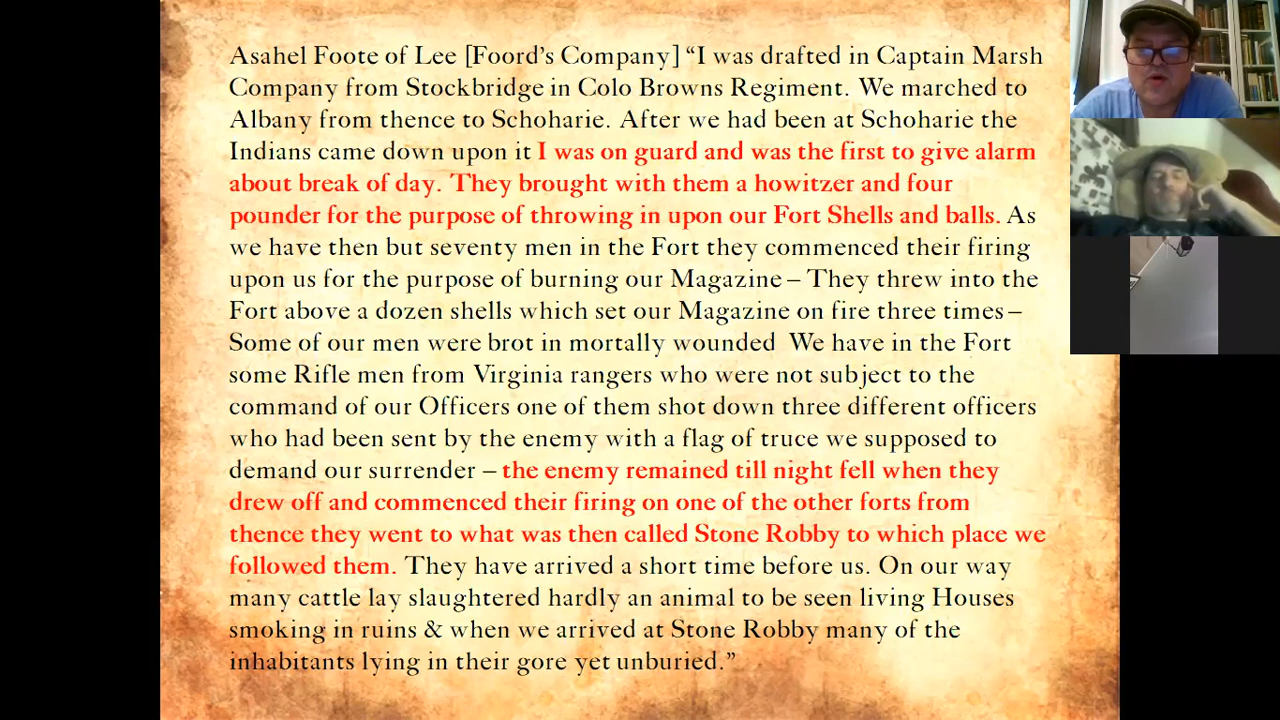 Asahel Foote of Lee [Foord’s Company] “I was drafted in Captain Marsh
Company from Stockbridge in Colo Browns Regiment. We marched to
Albany from thence to Schoharie. After we had been at Schoharie the
Indians came down upon it I was on guard and was the first to give alarm
about break of day. They brought with them a howitzer and four
pounder for the purpose of throwing in upon our Fort Shells and balls. As
we have then but seventy men in the Fort they commenced their firing
upon us for the purpose of burning our Magazine – They threw into the
Fort above a dozen shells which set our Magazine on fire three times –
Some of our men were brot in mortally wounded  We have in the Fort
some Rifle men from Virginia rangers who were not subject to the
command of our Officers one of them shot down three different officers
who had been sent by the enemy with a flag of truce we supposed to
demand our surrender – the enemy remained till night fell when they
drew off and commenced their firing on one of the other forts from
thence they went to what was then called Stone Robby to which place we
followed them. They have arrived a short time before us. On our way
many cattle lay slaughtered hardly an animal to be seen living Houses
smoking in ruins & when we arrived at Stone Robby many of the
inhabitants lying in their gore yet unburied.”